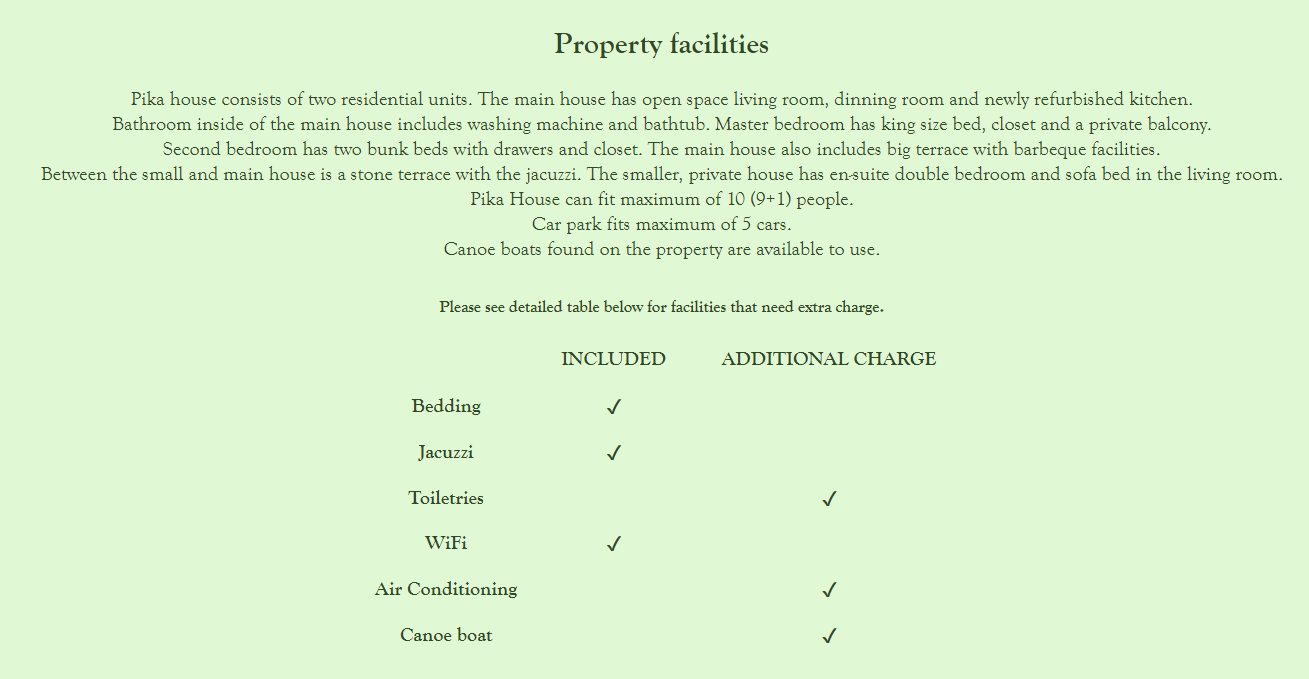 Property facilities
Pika house consists of two residential units. The main house has open space living room, dinning room and newly refurbished kitchen.
Bathroom inside of the main house includes washing machine and bathtub. Master bedroom has king size bed, closet and a private balcony.
Second bedroom has two bunk beds with drawers and closet. The main house also includes big terrace with barbeque facilities.
Between the small and main house is a stone terrace with the jacuzzi. The smaller, private house has en-suite double bedroom and sofa bed in the living room.
Pika House can fit maximum of 10 (9+1) people.
Car park fits maximum of 5 cars.
Canoe boats found on the property are available to use.
Please see detailed table below for facilities that need extra charge.
INCLUDED ADDITIONAL CHARGE
Bedding ✓
Jacuzzi ✓
Toiletries ✓
WiFi ✓
Air Conditioning ✓
Canoe boat ✓